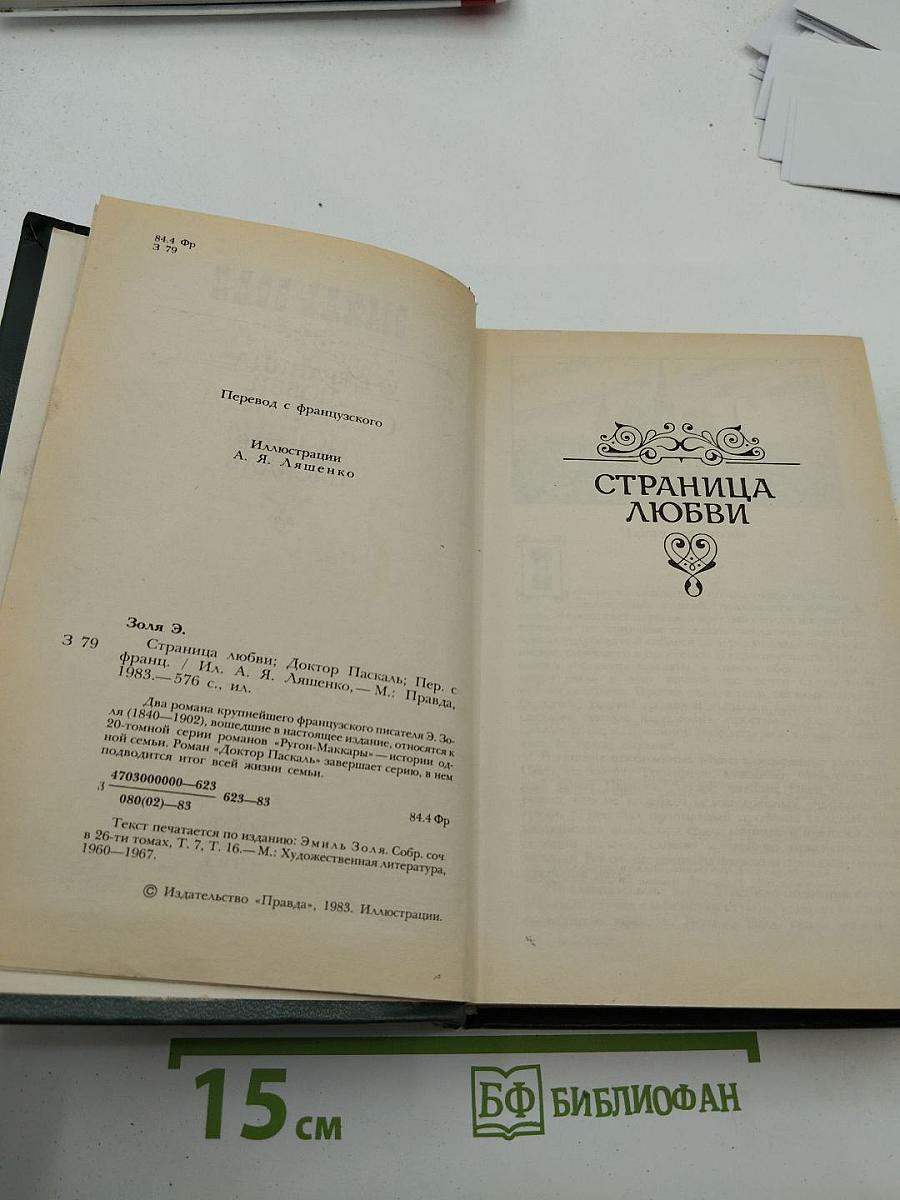 84.4 Фр
З 79
Перевод с французского
Иллюстрации
А. Я. Ляшенко
Золя Э.
З 79 Страница любви; Доктор Паскаль; Пер. с
франц. / Ил. А. Я. Ляшенко, — М.: Правда,
1983.—576 с., ил.
Два романа крупнейшего французского писателя Э. Зо-
ля (1840—1902), вошедшие в настоящее издание, относятся к
20-томной серии романов «Ругон-Маккары» — истории од-
ной семьи. Роман «Доктор Паскаль» завершает серию, в нем
подводится итог всей жизни семьи.
З 4703000000—623 623—83
080(02)—83
84.4 Фр
Текст печатается по изданию: Эмиль Золя. Собр. соч.
в 26-ти томах, Т. 7, Т. 16.— М.: Художественная литература,
1960—1967.
© Издательство «Правда», 1983. Иллюстрации.
СТРАНИЦА
ЛЮБВИ
15 см
БФ БИБЛИОФАН